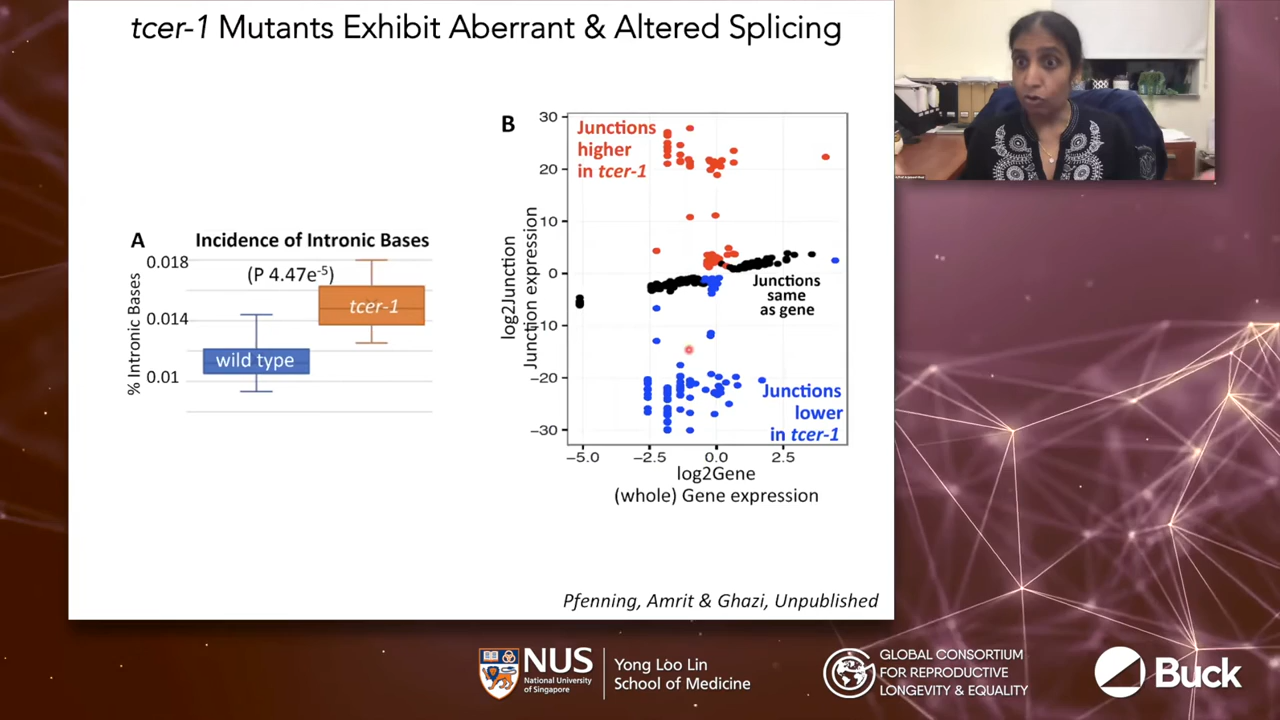 tcer-1 Mutants Exhibit Aberrant & Altered Splicing
A
Incidence of Intronic Bases
(P 4.47e-5)
% Intronic Bases
0.018
0.014
0.01
wild type
tcer-1
B
log2Junction
Junction expression
30
20
10
0
−10
−20
−30
Junctions
higher
in tcer-1
Junctions
same
as gene
Junctions
lower
in tcer-1
−5.0
−2.5
0.0
2.5
log2Gene
(whole) Gene expression
Pfenning, Amrit & Ghazi, Unpublished
NUS
National University
of Singapore
Yong Loo Lin
School of Medicine
GLOBAL CONSORTIUM
FOR REPRODUCTIVE
LONGEVITY & EQUALITY
Buck